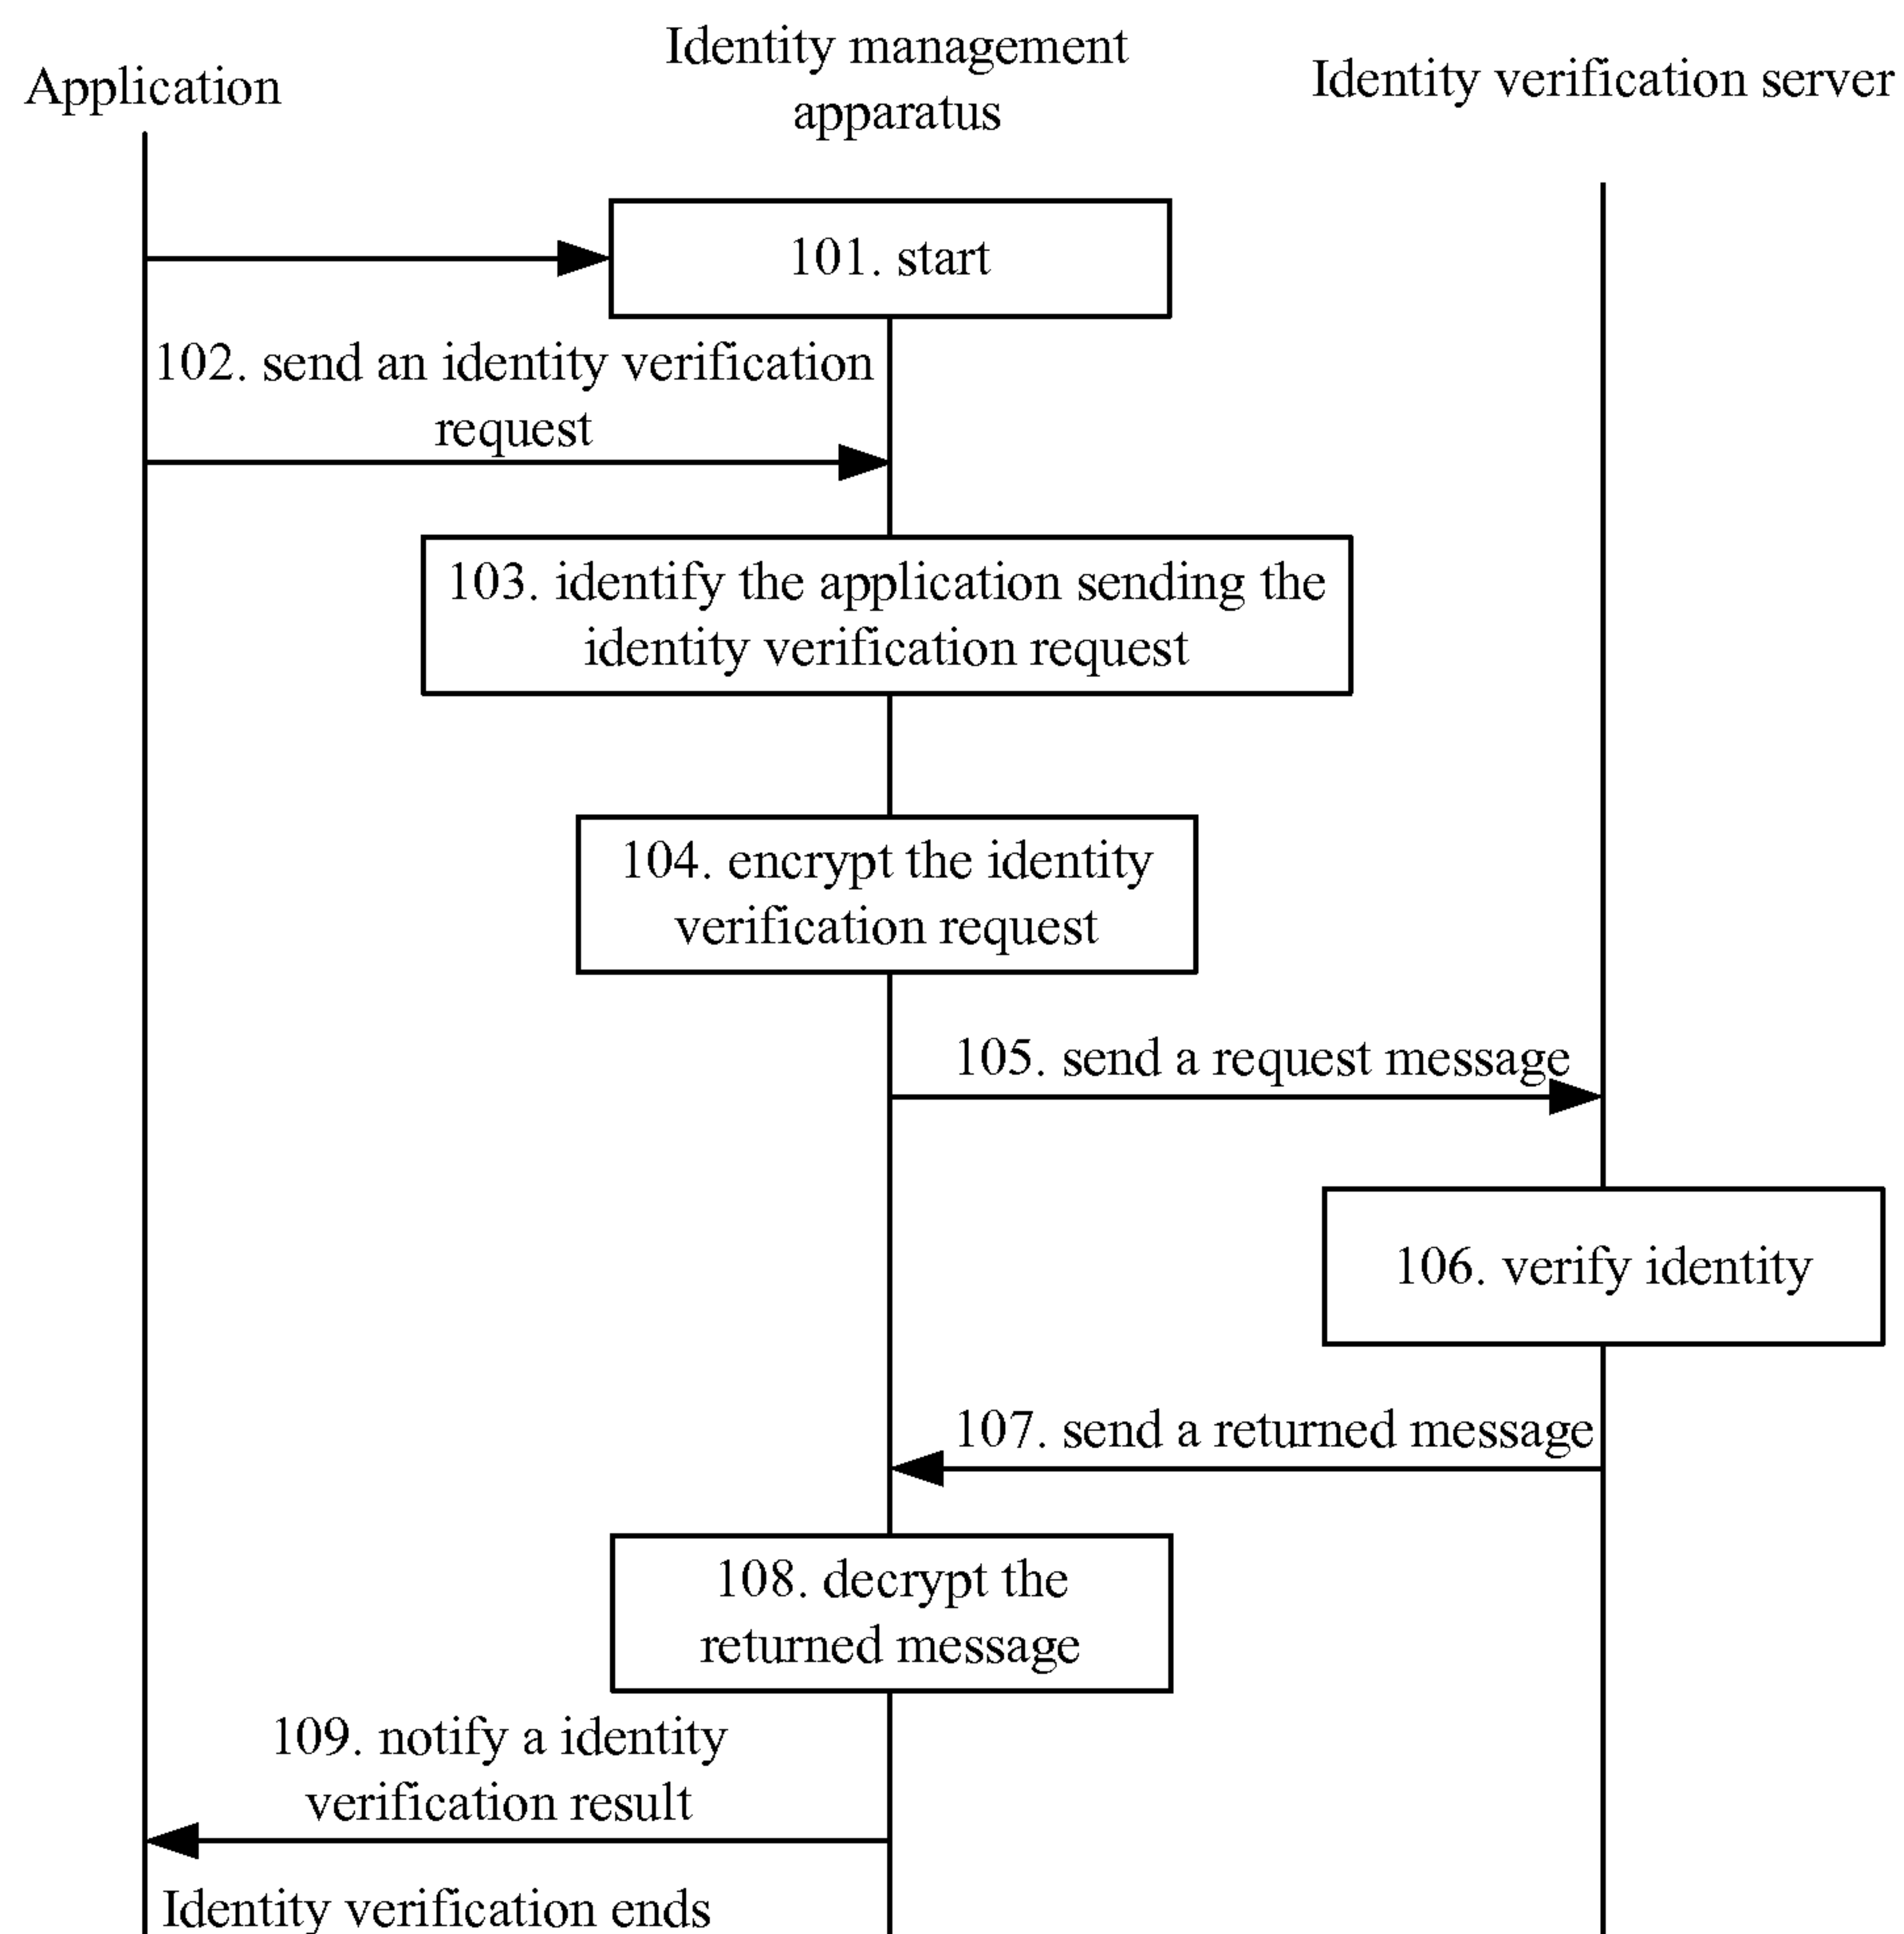 Application
Identity management
apparatus
Identity verification server
101. start
102. send an identity verification
request
103. identify the application sending the
identity verification request
104. encrypt the identity
verification request
105. send a request message
106. verify identity
107. send a returned message
108. decrypt the
returned message
109. notify a identity
verification result
Identity verification ends